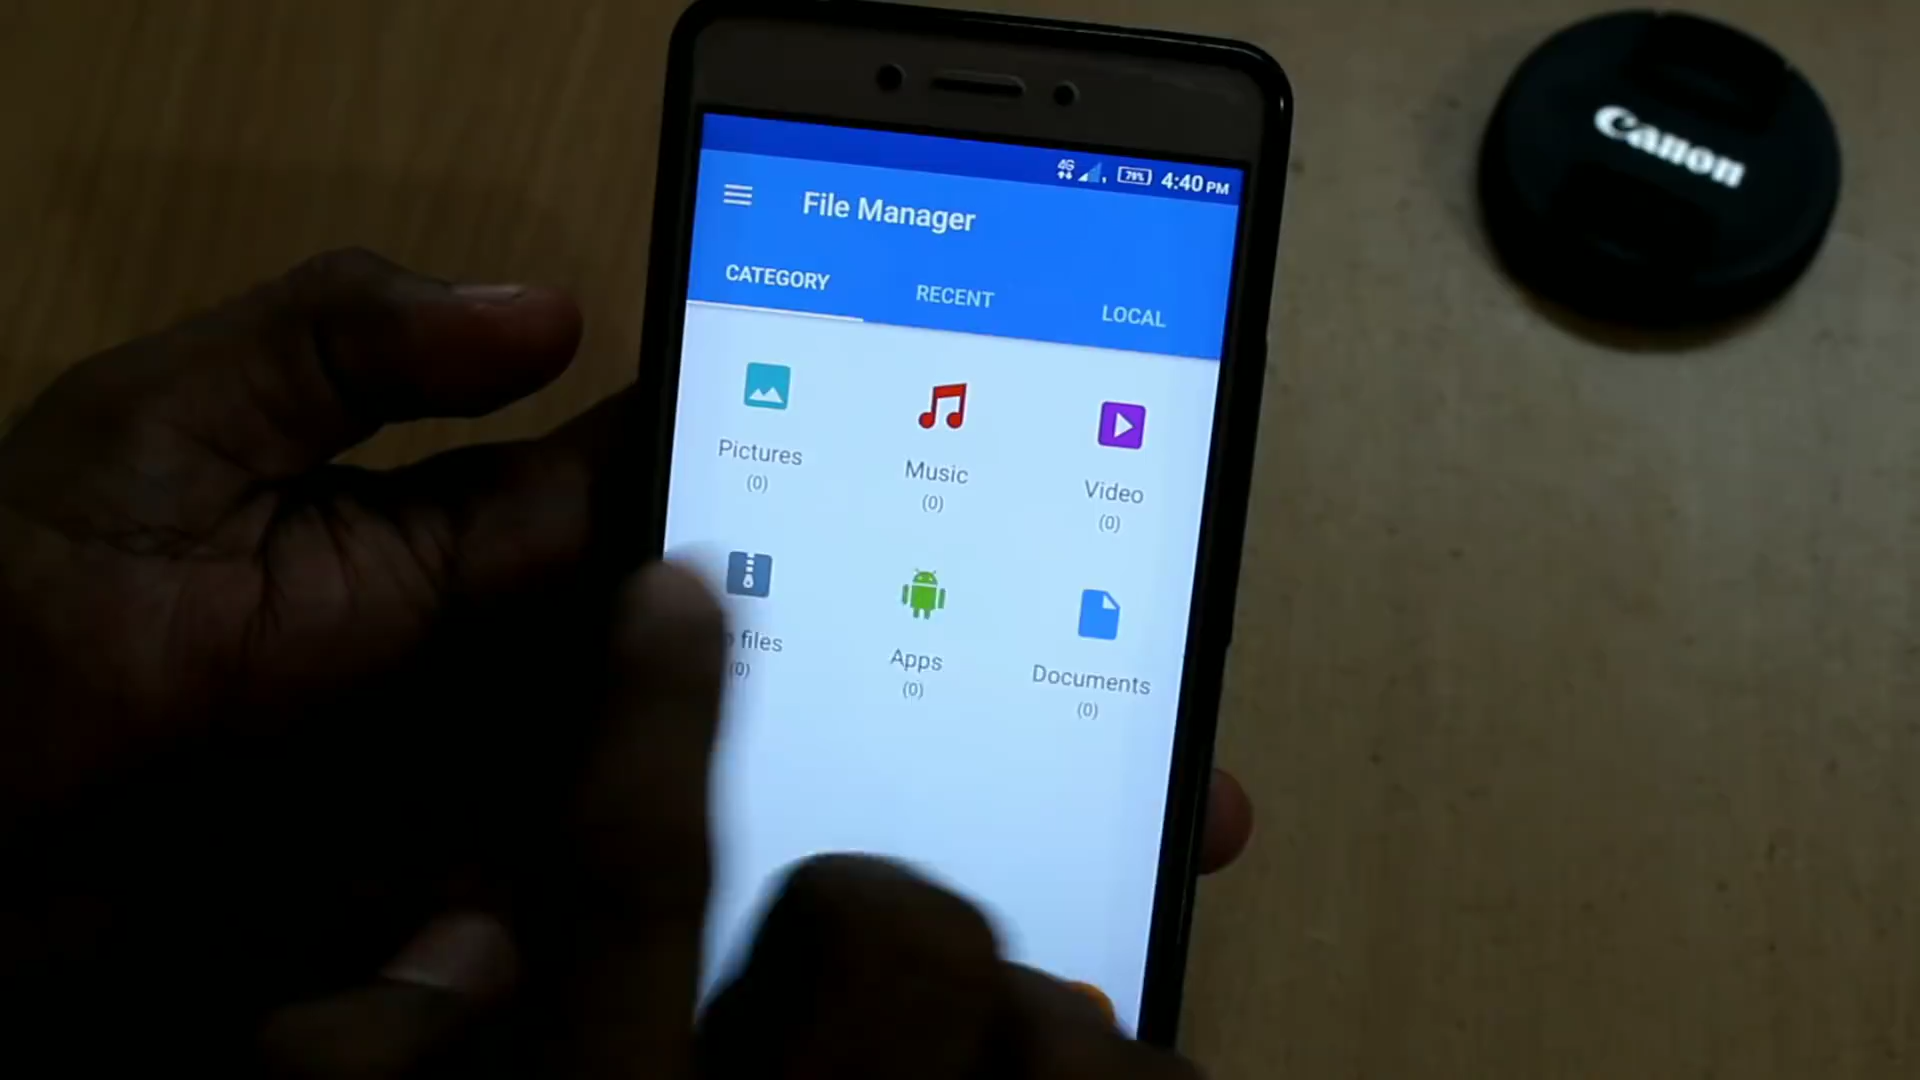 4G 79% 4:40 PM
File Manager
CATEGORY RECENT LOCAL
Pictures Music Video
(0) (0) (0)
files Apps Documents
(0) (0) (0)
Canon